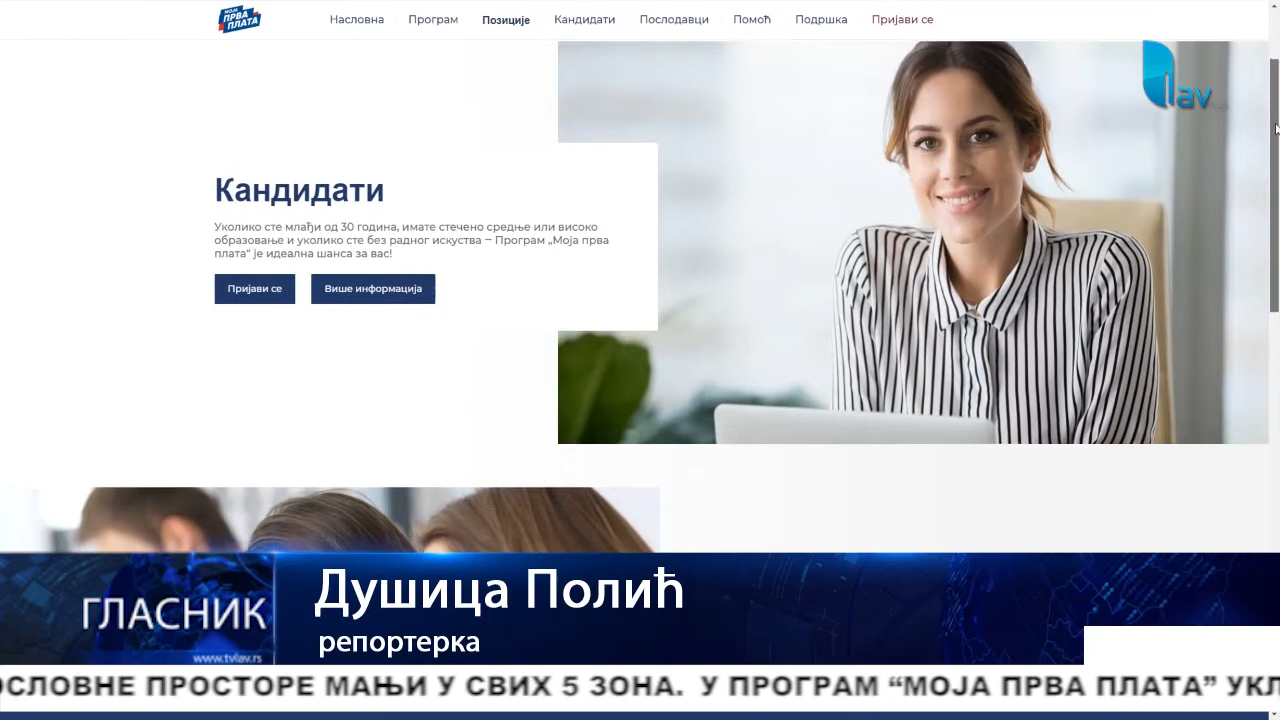 МОЈА
ПРВА
ПЛАТА
Насловна Програм Позиције Кандидати Послодавци Помоћ Подршка Пријави се
lav
Кандидати
Уколико сте млађи од 30 година, имате стечено средње или високо
образовање и уколико сте без радног искуства – Програм „Моја прва
плата“ је идеална шанса за вас!
Пријави се Више информација
ГЛАСНИК
www.tvlav.rs
Душица Полић
репортерка
ОСЛОВНЕ ПРОСТОРЕ МАЊИ У СВИХ 5 ЗОНА. У ПРОГРАМ “МОЈА ПРВА ПЛАТА” УКЛ